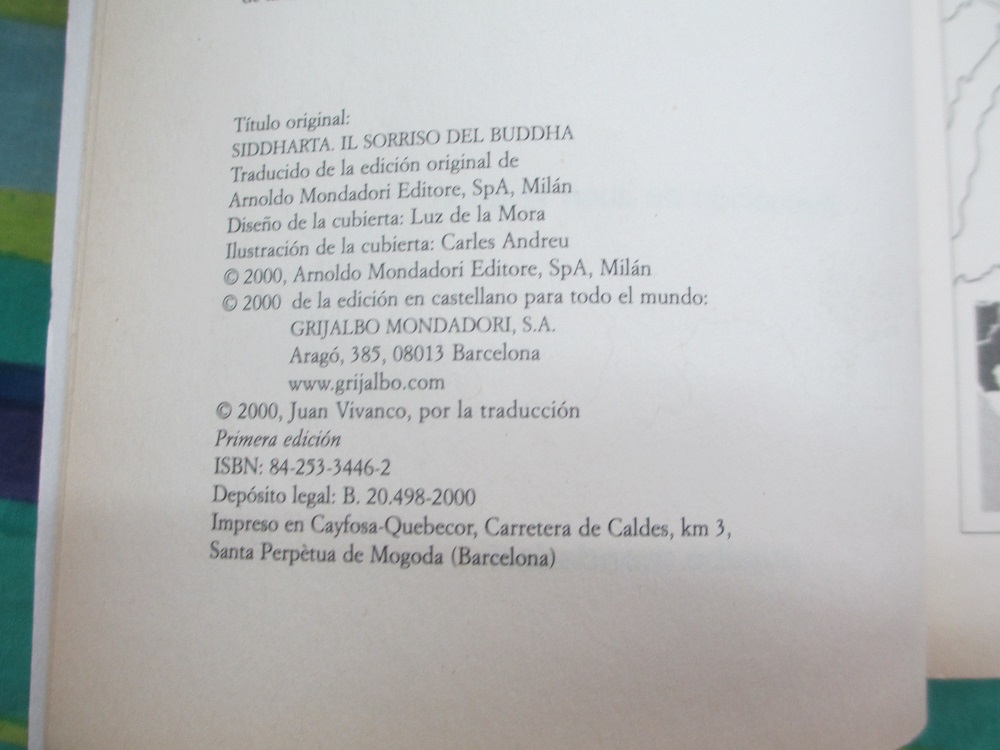 Título original:
SIDDHARTA. IL SORRISO DEL BUDDHA
Traducido de la edición original de
Arnoldo Mondadori Editore, SpA, Milán
Diseño de la cubierta: Luz de la Mora
Ilustración de la cubierta: Carles Andreu
© 2000, Arnoldo Mondadori Editore, SpA, Milán
© 2000 de la edición en castellano para todo el mundo:
GRIJALBO MONDADORI, S.A.
Aragó, 385, 08013 Barcelona
www.grijalbo.com
© 2000, Juan Vivanco, por la traducción
Primera edición
ISBN: 84-253-3446-2
Depósito legal: B. 20.498-2000
Impreso en Cayfosa-Quebecor, Carretera de Caldes, km 3,
Santa Perpètua de Mogoda (Barcelona)